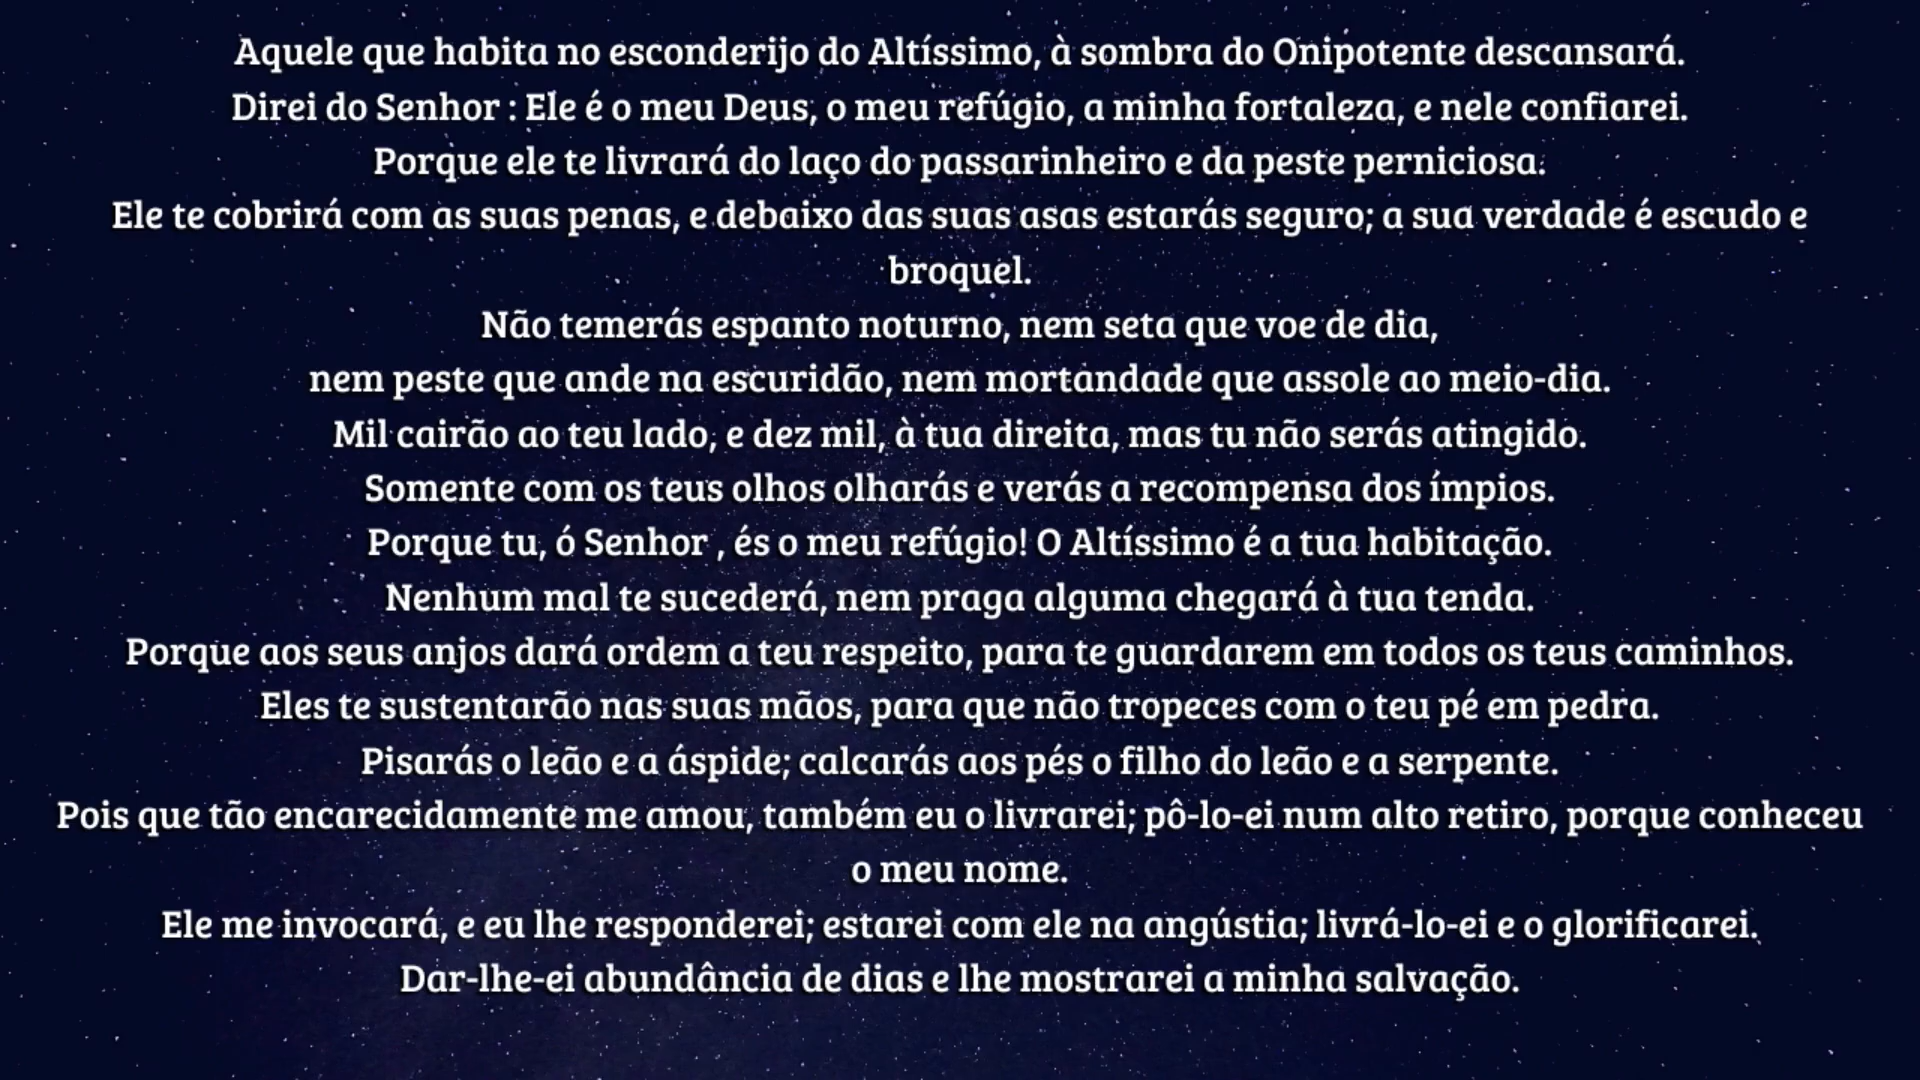 Aquele que habita no esconderijo do Altíssimo, à sombra do Onipotente descansará.
Direi do Senhor : Ele é o meu Deus, o meu refúgio, a minha fortaleza, e nele confiarei.
Porque ele te livrará do laço do passarinheiro e da peste perniciosa.
Ele te cobrirá com as suas penas, e debaixo das suas asas estarás seguro; a sua verdade é escudo e
broquel.
Não temerás espanto noturno, nem seta que voe de dia,
nem peste que ande na escuridão, nem mortandade que assole ao meio-dia.
Mil cairão ao teu lado, e dez mil, à tua direita, mas tu não serás atingido.
Somente com os teus olhos olharás e verás a recompensa dos ímpios.
Porque tu, ó Senhor , és o meu refúgio! O Altíssimo é a tua habitação.
Nenhum mal te sucederá, nem praga alguma chegará à tua tenda.
Porque aos seus anjos dará ordem a teu respeito, para te guardarem em todos os teus caminhos.
Eles te sustentarão nas suas mãos, para que não tropeces com o teu pé em pedra.
Pisarás o leão e a áspide; calcarás aos pés o filho do leão e a serpente.
Pois que tão encarecidamente me amou, também eu o livrarei; pô-lo-ei num alto retiro, porque conheceu
o meu nome.
Ele me invocará, e eu lhe responderei; estarei com ele na angústia; livrá-lo-ei e o glorificarei.
Dar-lhe-ei abundância de dias e lhe mostrarei a minha salvação.